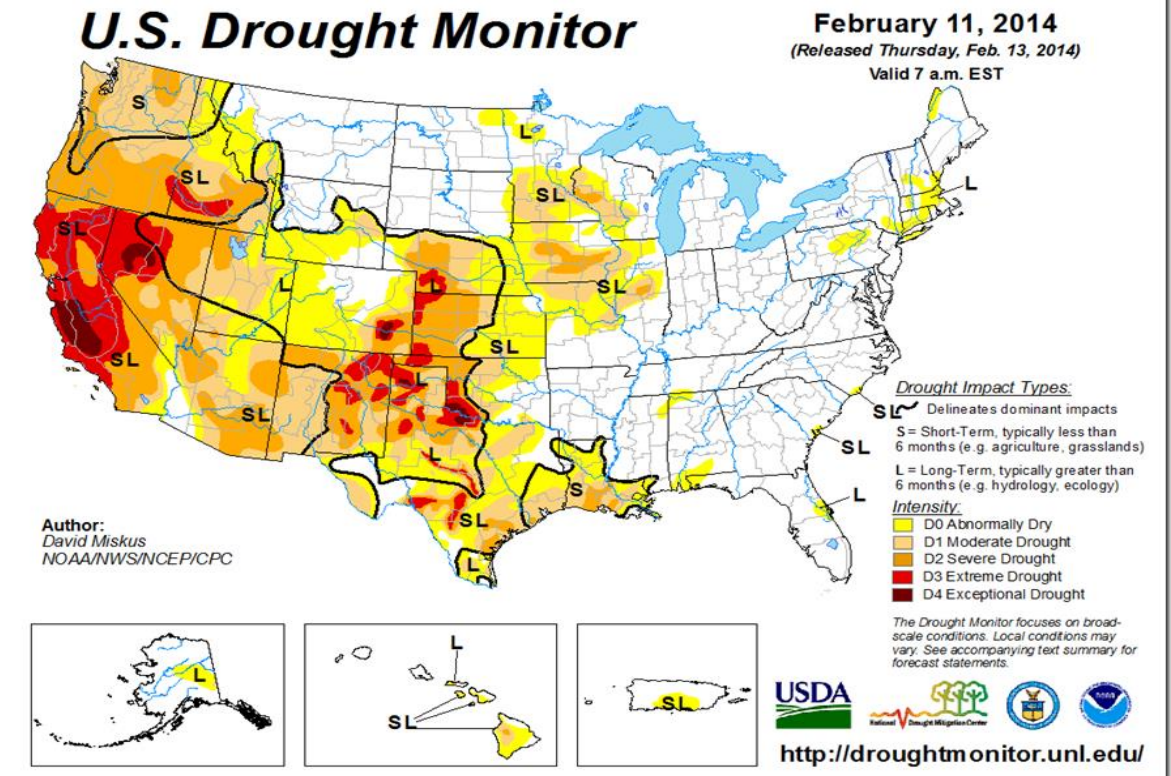 U.S. Drought Monitor
February 11, 2014
(Released Thursday, Feb. 13, 2014)
Valid 7 a.m. EST
S
L
SL
SL
L
SL
L
L
SL
SL
SL
L
SL
L
S
SL
L
SL
SL
L
Drought Impact Types:
Delineates dominant impacts
S = Short-Term, typically less than
6 months (e.g. agriculture, grasslands)
L = Long-Term, typically greater than
6 months (e.g. hydrology, ecology)
Intensity:
D0 Abnormally Dry
D1 Moderate Drought
D2 Severe Drought
D3 Extreme Drought
D4 Exceptional Drought
Author:
David Miskus
NOAA/NWS/NCEP/CPC
The Drought Monitor focuses on broad-
scale conditions. Local conditions may
vary. See accompanying text summary for
forecast statements.
L
L
SL
SL
USDA
National Drought Mitigation Center
noaa
http://droughtmonitor.unl.edu/